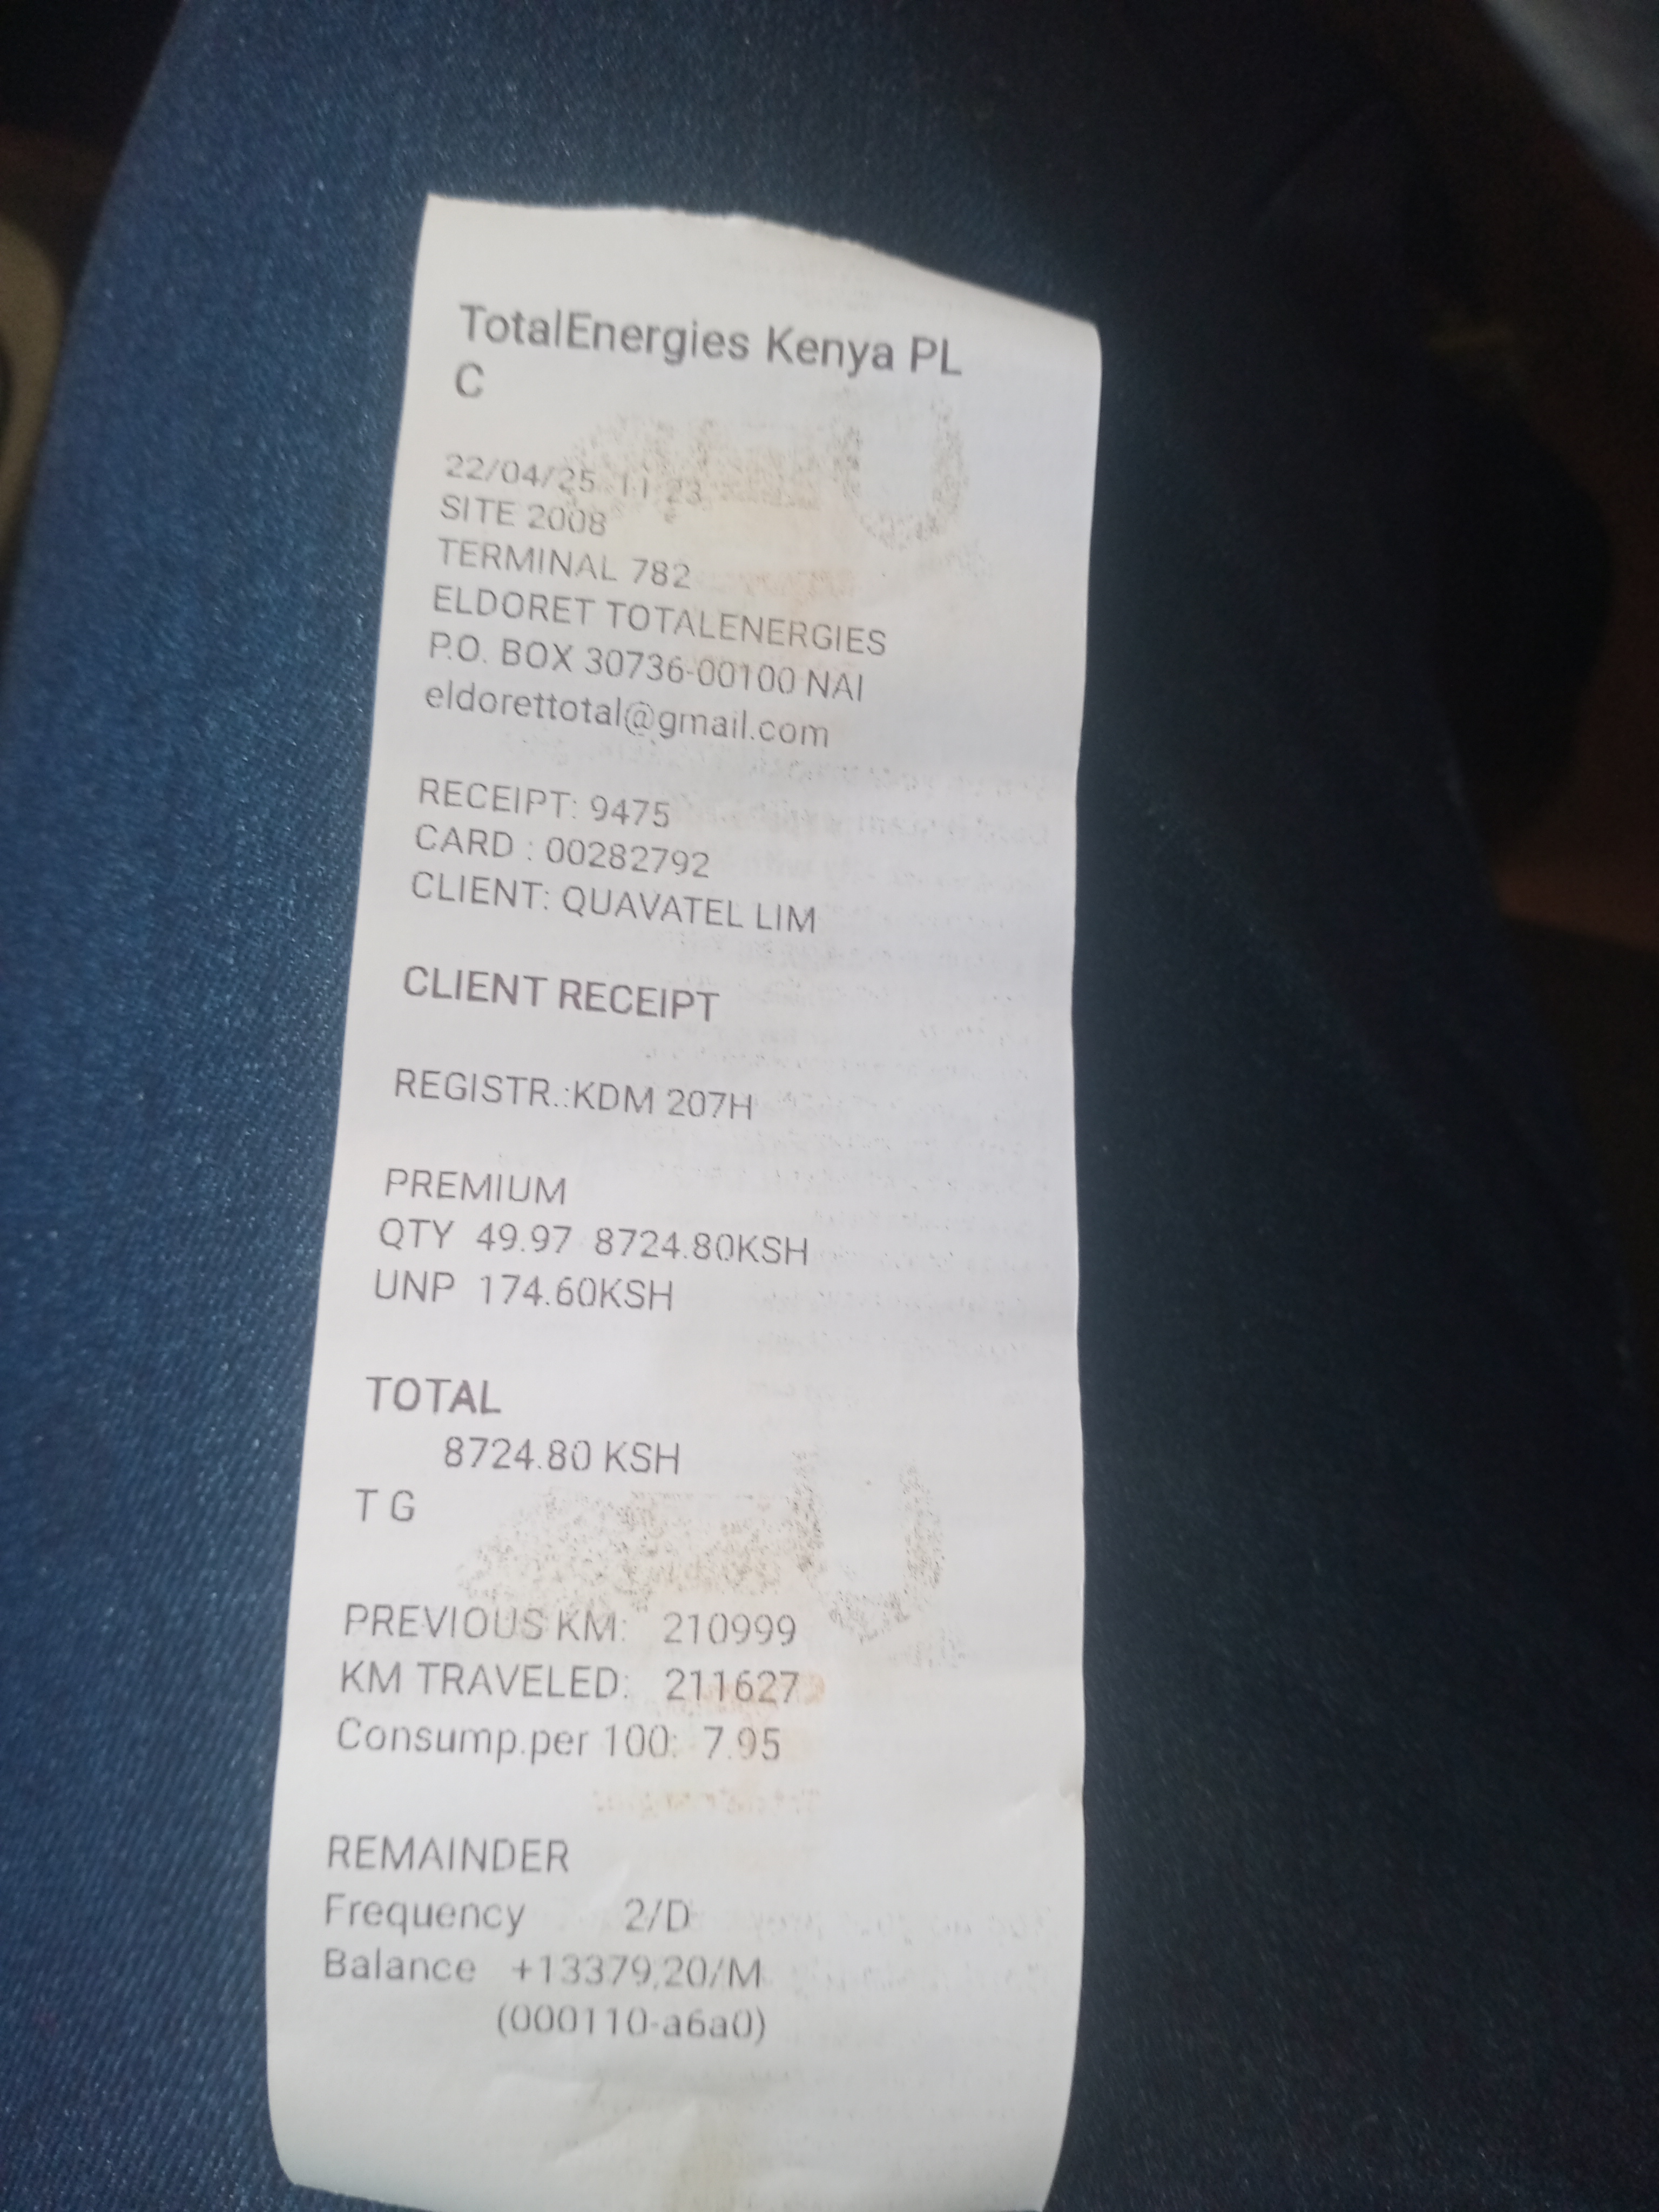 TotalEnergies Kenya PL
C
22/04/25 11:23
SITE 2008
TERMINAL 782
ELDORET TOTALENERGIES
P.O. BOX 30736-00100 NAI
eldorettotal@gmail.com
RECEIPT: 9475
CARD : 00282792
CLIENT: QUAVATEL LIM
CLIENT RECEIPT
REGISTR.:KDM 207H
PREMIUM
QTY 49.97 8724.80KSH
UNP 174.60KSH
TOTAL
8724.80 KSH
T G
PREVIOUS KM: 210999
KM TRAVELED: 211627
Consump.per 100: 7.95
REMAINDER
Frequency 2/D
Balance +13379.20/M
(000110-a6a0)